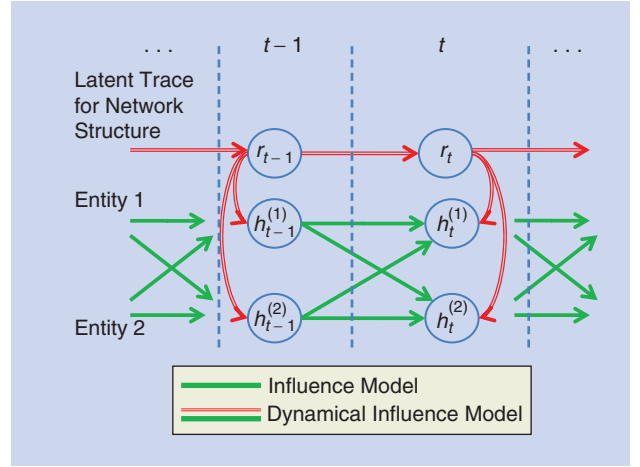 ... t – 1 t ...
Latent Trace
for Network
Structure
r_{t–1} r_t
Entity 1
h_{t–1}^{(1)} h_t^{(1)}
Entity 2
h_{t–1}^{(2)} h_t^{(2)}
Influence Model
Dynamical Influence Model